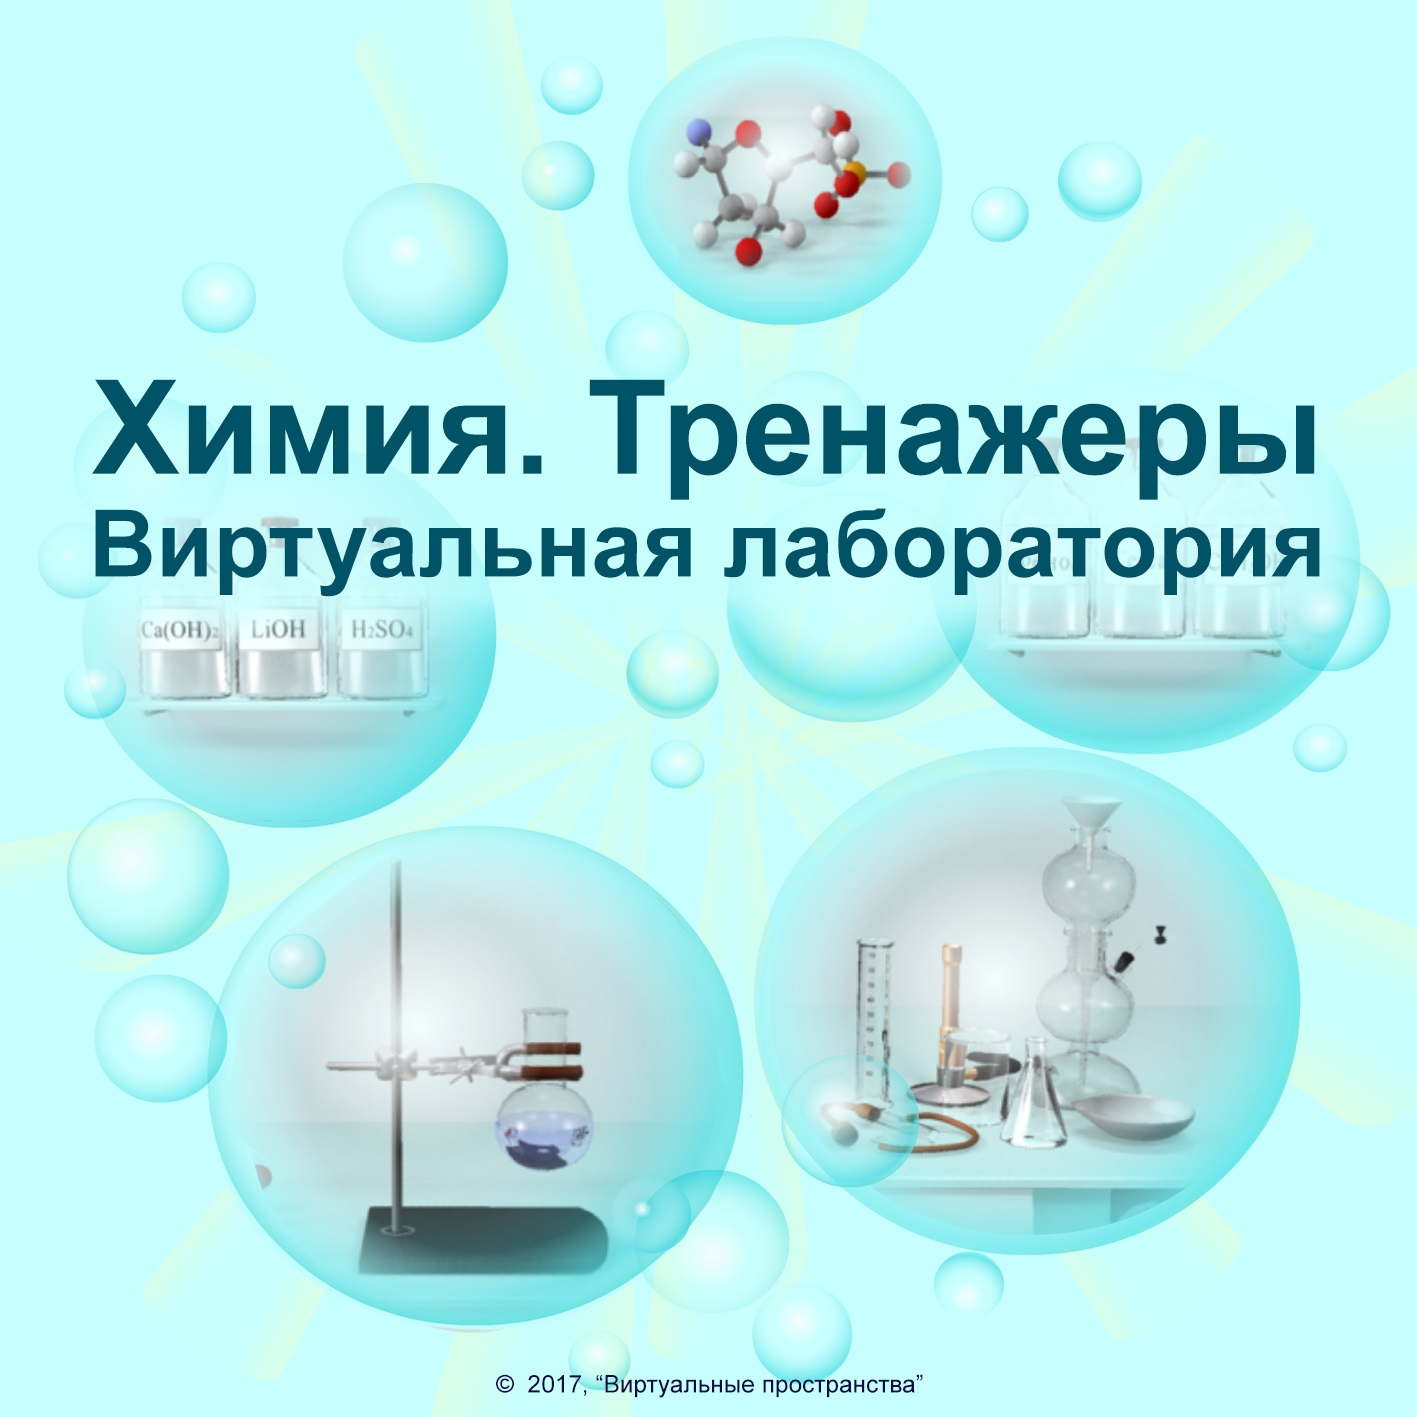 Химия. Тренажеры
Виртуальная лаборатория
Ca(OH)₂ LiOH H₂SO₄
© 2017, “Виртуальные пространства”